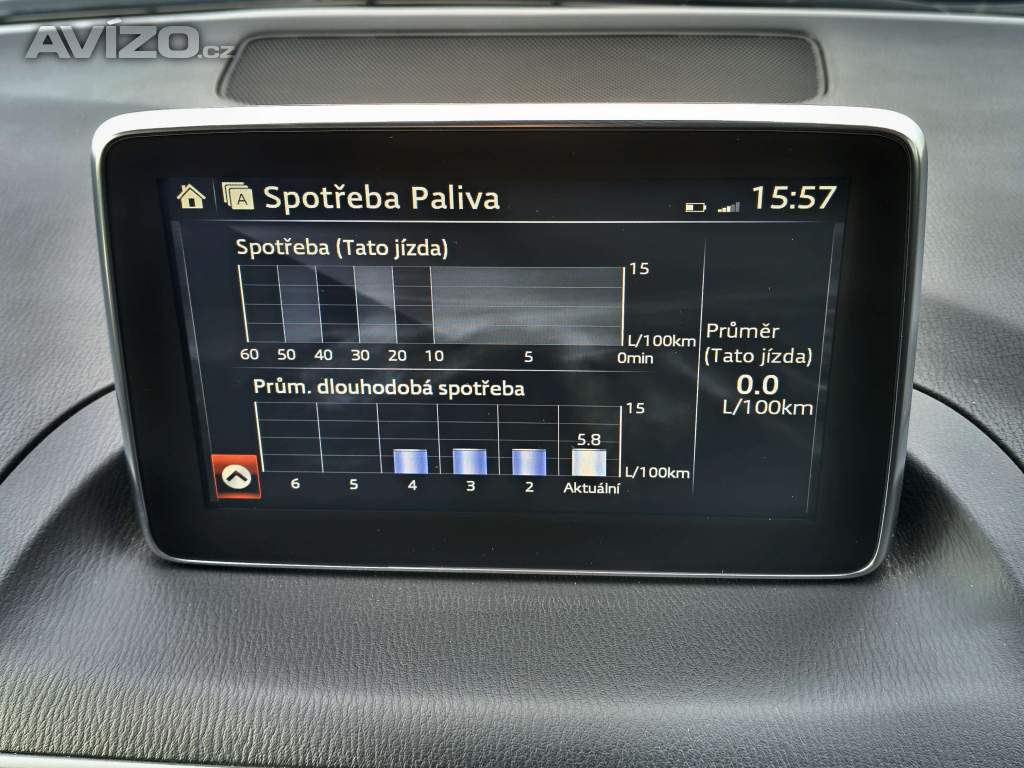 AVÍZO.cz
A Spotřeba Paliva 15:57
Spotřeba (Tato jízda)
15
L/100km
60 50 40 30 20 10 5 0min
Prům. dlouhodobá spotřeba
15
5.8
L/100km
6 5 4 3 2 Aktuální
Průměr
(Tato jízda)
0.0
L/100km